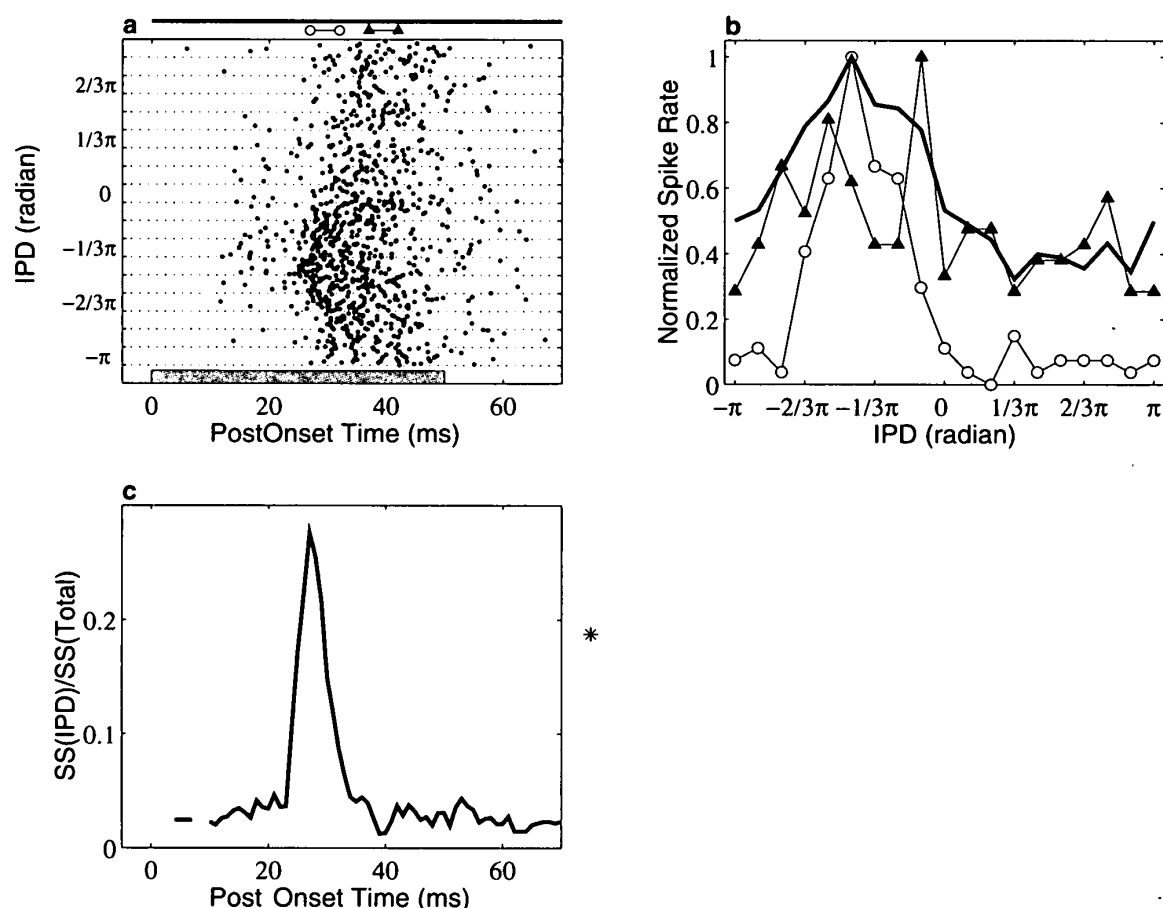 a
IPD (radian)
2/3π
1/3π
0
−1/3π
−2/3π
−π
0 20 40 60
PostOnset Time (ms)
b
Normalized Spike Rate
1
0.8
0.6
0.4
0.2
0
−π −2/3π −1/3π 0 1/3π 2/3π π
IPD (radian)
c
SS(IPD)/SS(Total)
0.2
0.1
0
0 20 40 60
Post Onset Time (ms)
*